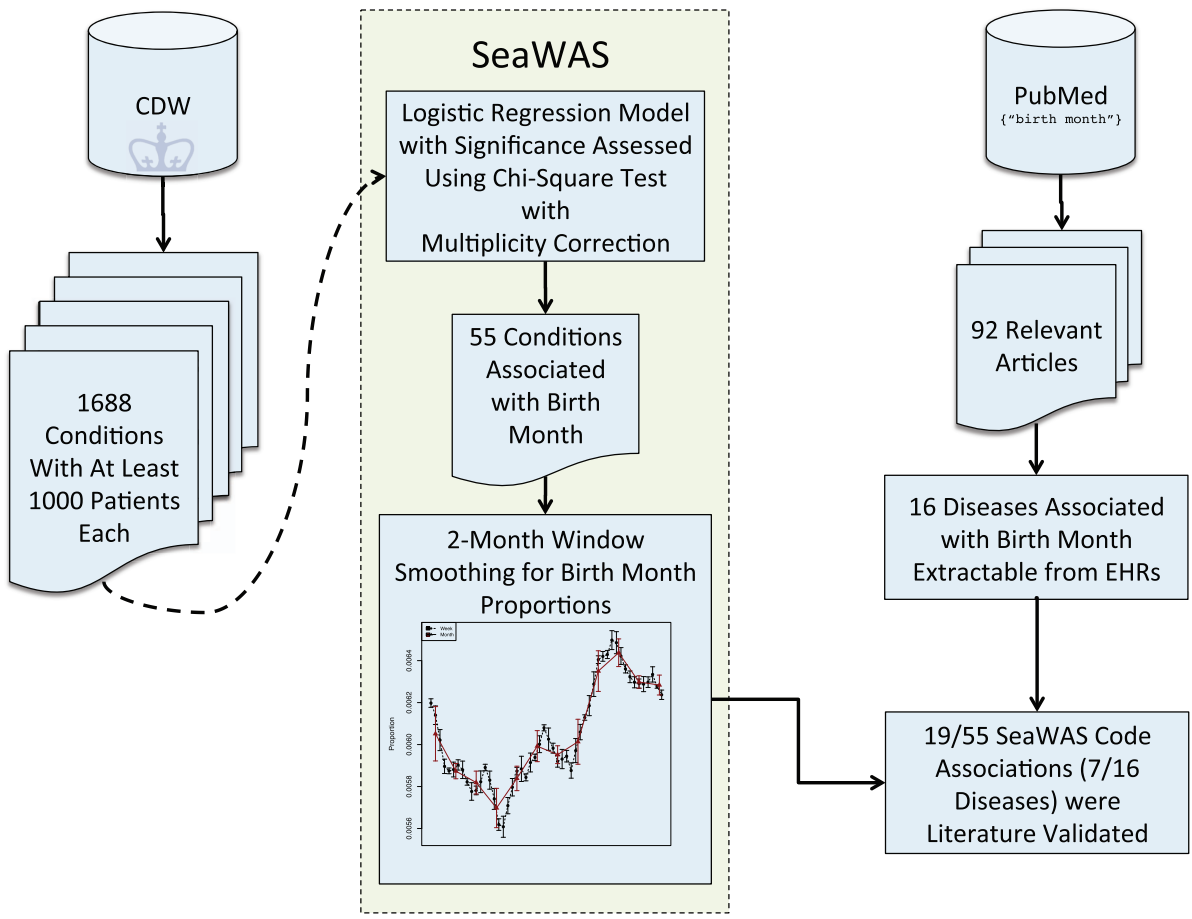 CDW
1688
Conditions
With At Least
1000 Patients
Each
SeaWAS
Logistic Regression Model
with Significance Assessed
Using Chi-Square Test
with
Multiplicity Correction
55 Conditions
Associated
with Birth
Month
2-Month Window
Smoothing for Birth Month
Proportions
Week
Month
Proportion
0.0064
0.0062
0.0060
0.0058
0.0056
PubMed
{"birth month"}
92 Relevant
Articles
16 Diseases Associated
with Birth Month
Extractable from EHRs
19/55 SeaWAS Code
Associations (7/16
Diseases) were
Literature Validated